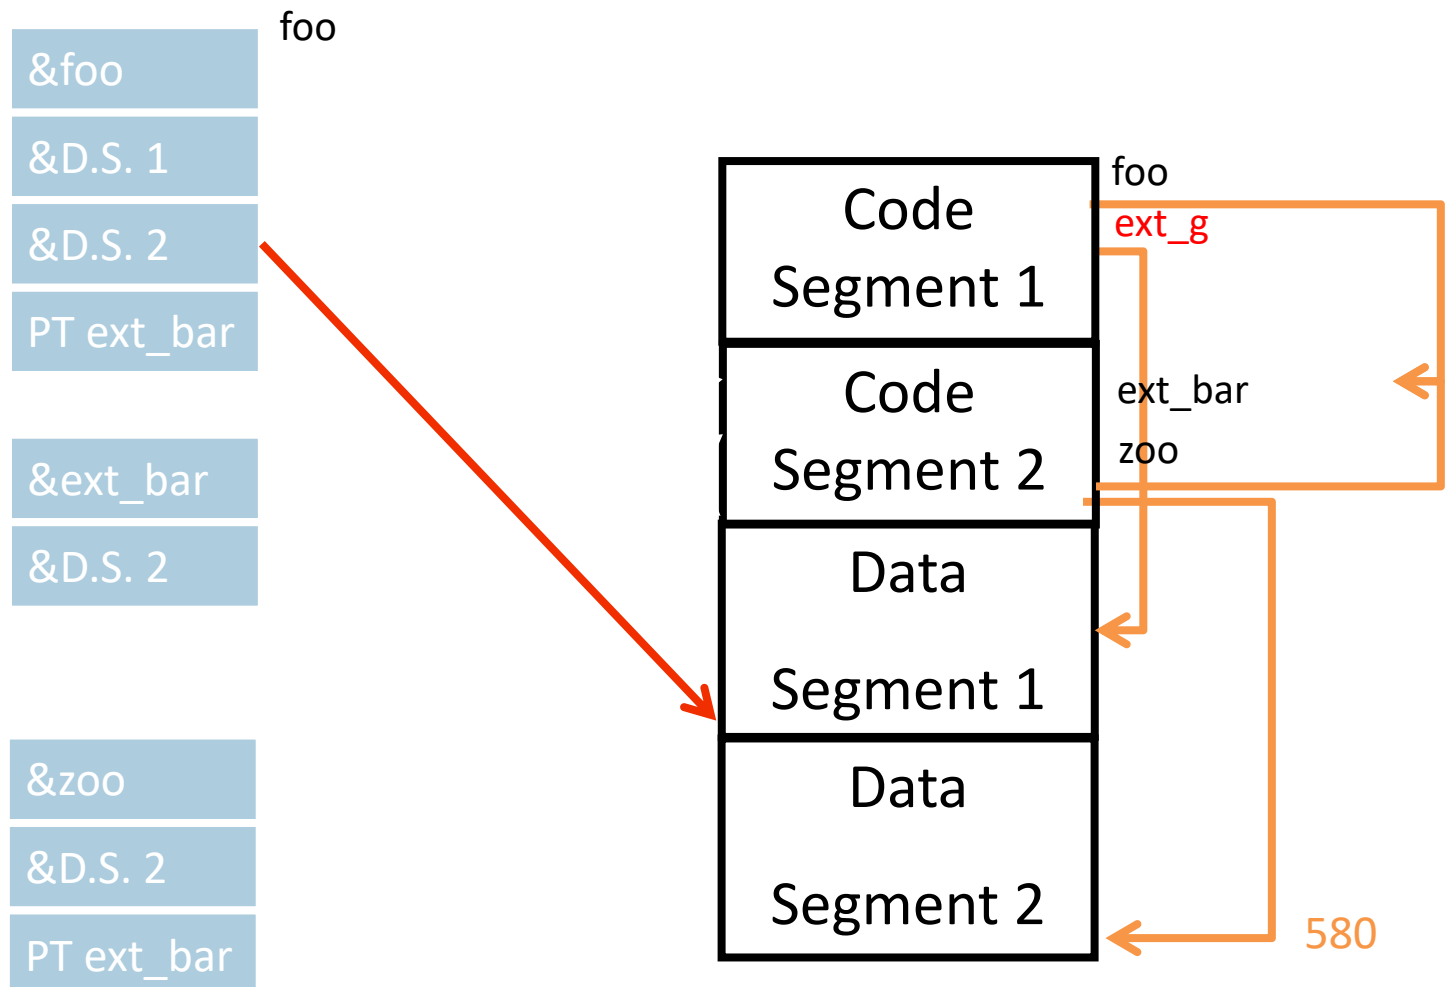 foo
&foo
&D.S. 1
&D.S. 2
PT ext_bar
&ext_bar
&D.S. 2
&zoo
&D.S. 2
PT ext_bar
Code
Segment 1
foo
ext_g
Code
Segment 2
ext_bar
zoo
Data
Segment 1
Data
Segment 2
580